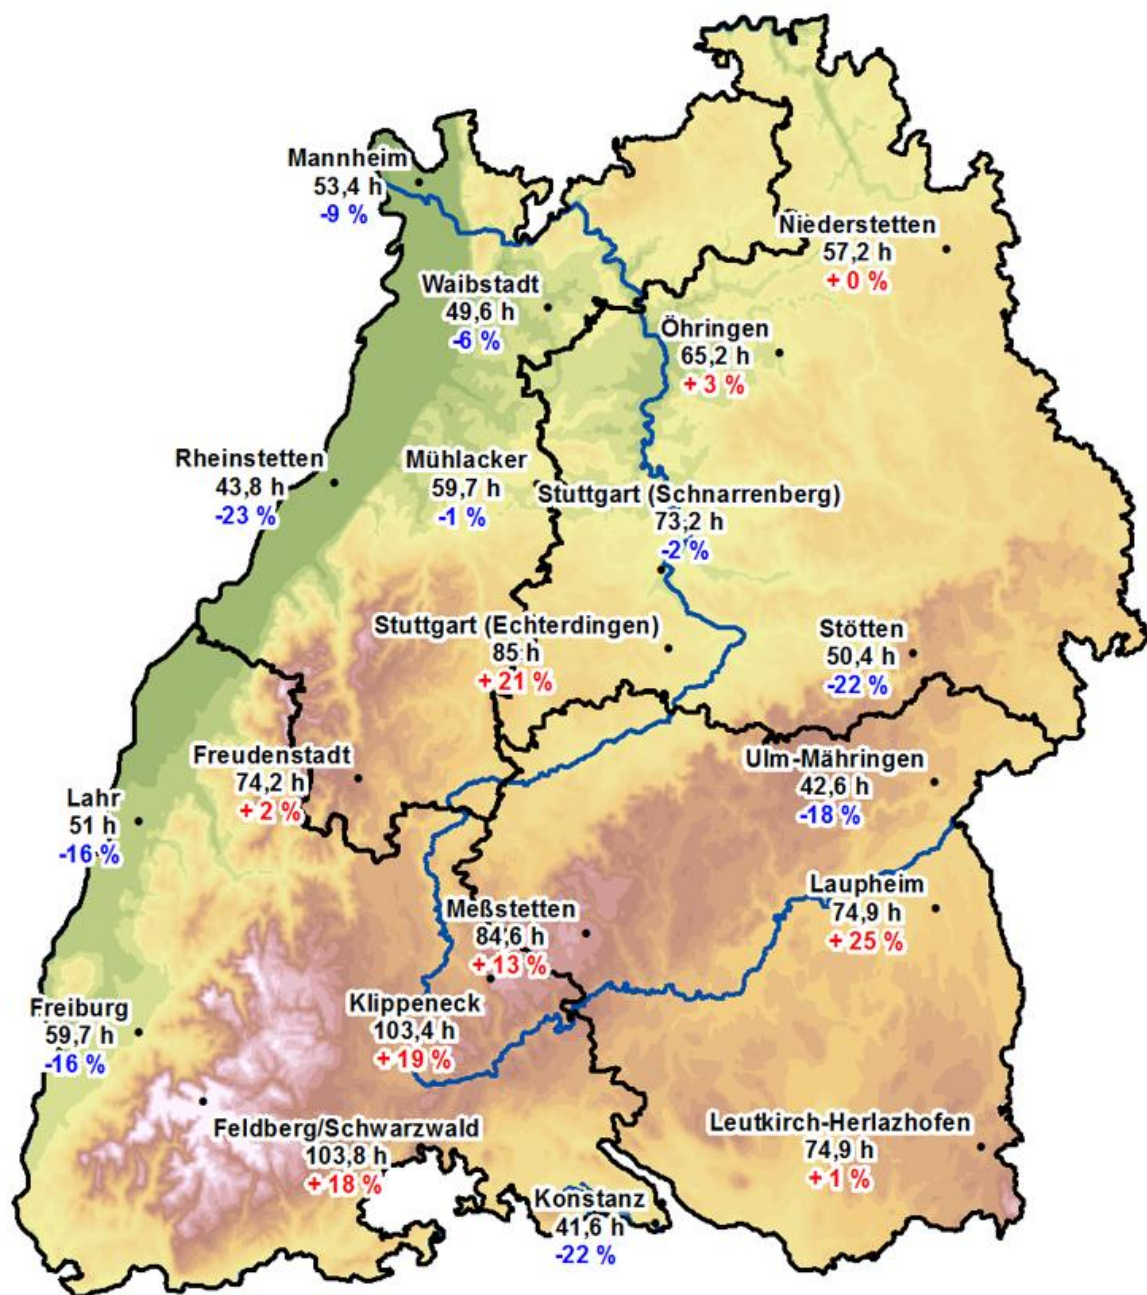 Mannheim
53,4 h
-9 %
Niederstetten
57,2 h
+ 0 %
Waibstadt
49,6 h
-6 %
Öhringen
65,2 h
+ 3 %
Rheinstetten
43,8 h
-23 %
Mühlacker
59,7 h
-1 %
Stuttgart (Schnarrenberg)
73,2 h
-2 %
Stuttgart (Echterdingen)
85 h
+ 21 %
Stötten
50,4 h
-22 %
Freudenstadt
74,2 h
+ 2 %
Ulm-Mähringen
42,6 h
-18 %
Lahr
51 h
-16 %
Laupheim
74,9 h
+ 25 %
Meßstetten
84,6 h
+ 13 %
Klippeneck
103,4 h
+ 19 %
Freiburg
59,7 h
-16 %
Feldberg/Schwarzwald
103,8 h
+ 18 %
Leutkirch-Herlazhofen
74,9 h
+ 1 %
Konstanz
41,6 h
-22 %